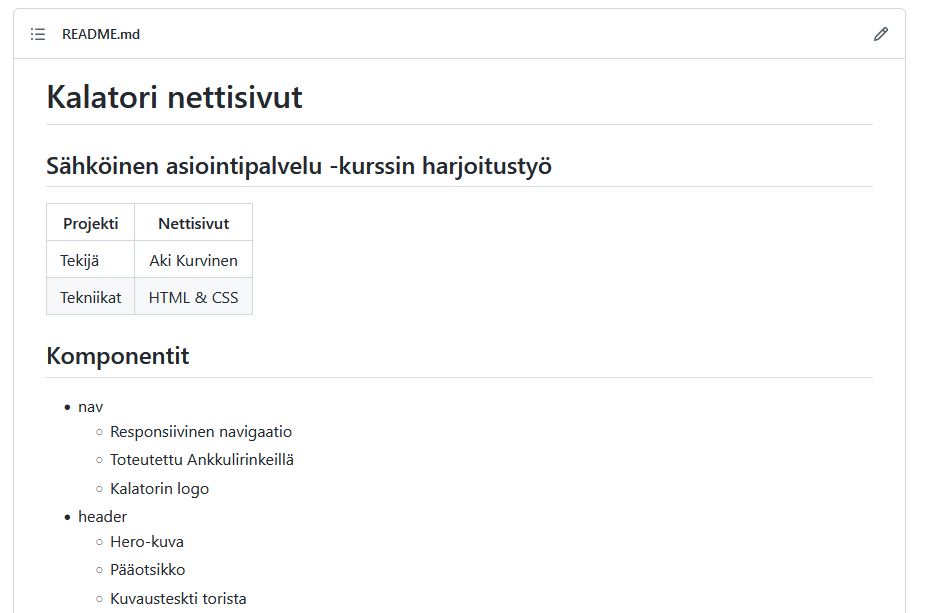 README.md
Kalatori nettisivut
Sähköinen asiointipalvelu -kurssin harjoitustyö
Projekti Nettisivut
Tekijä Aki Kurvinen
Tekniikat HTML & CSS
Komponentit
nav
Responsiivinen navigaatio
Toteutettu Ankkulirinkeillä
Kalatorin logo
header
Hero-kuva
Pääotsikko
Kuvausteskti torista